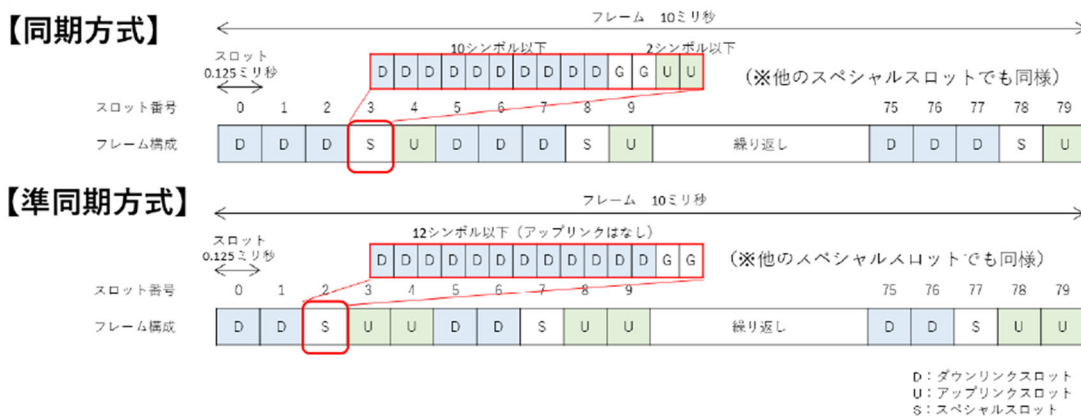 【同期方式】
フレーム 10ミリ秒
スロット
0.125ミリ秒
10シンボル以下
2シンボル以下
D D D D D D D D D D G G U U
(※他のスペシャルスロットでも同様)
スロット番号 0 1 2 3 4 5 6 7 8 9 75 76 77 78 79
フレーム構成 D D D S U D D D S U 繰り返し D D D S U
【準同期方式】
フレーム 10ミリ秒
スロット
0.125ミリ秒
12シンボル以下(アップリンクはなし)
D D D D D D D D D D D D G G
(※他のスペシャルスロットでも同様)
スロット番号 0 1 2 3 4 5 6 7 8 9 75 76 77 78 79
フレーム構成 D D S U U D D S U U 繰り返し D D S U U
D:ダウンリンクスロット
U:アップリンクスロット
S:スペシャルスロット